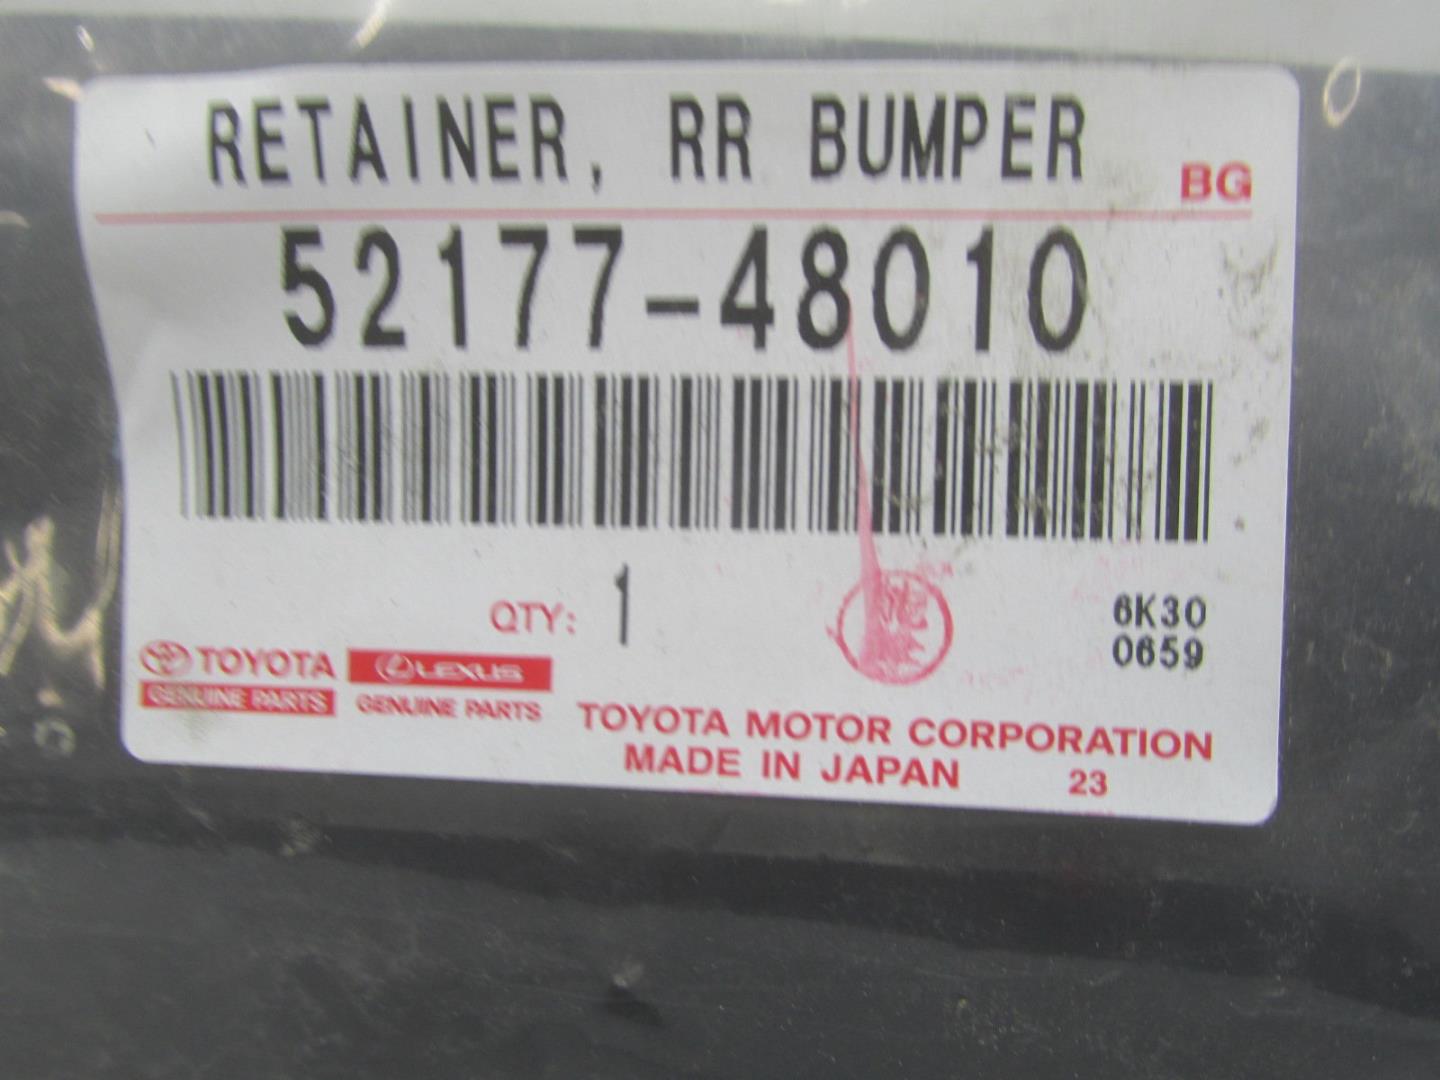 RETAINER, RR BUMPER
BG
52177-48010
QTY: 1
6K30
0659
TOYOTA
GENUINE PARTS
LEXUS
GENUINE PARTS
TOYOTA MOTOR CORPORATION
MADE IN JAPAN 23